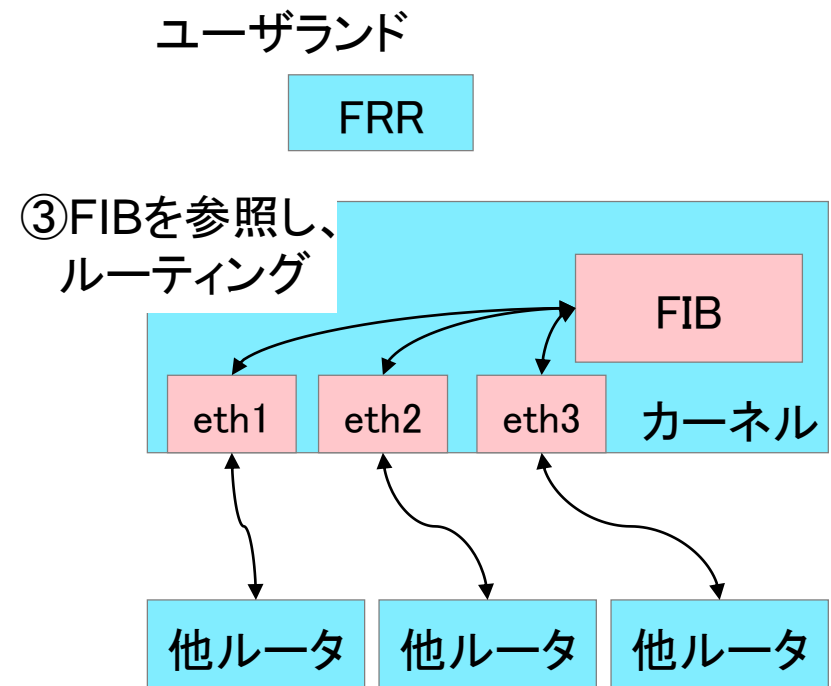 ユーザランド
FRR
③FIBを参照し、
ルーティング
FIB
eth1
eth2
eth3
カーネル
他ルータ
他ルータ
他ルータ